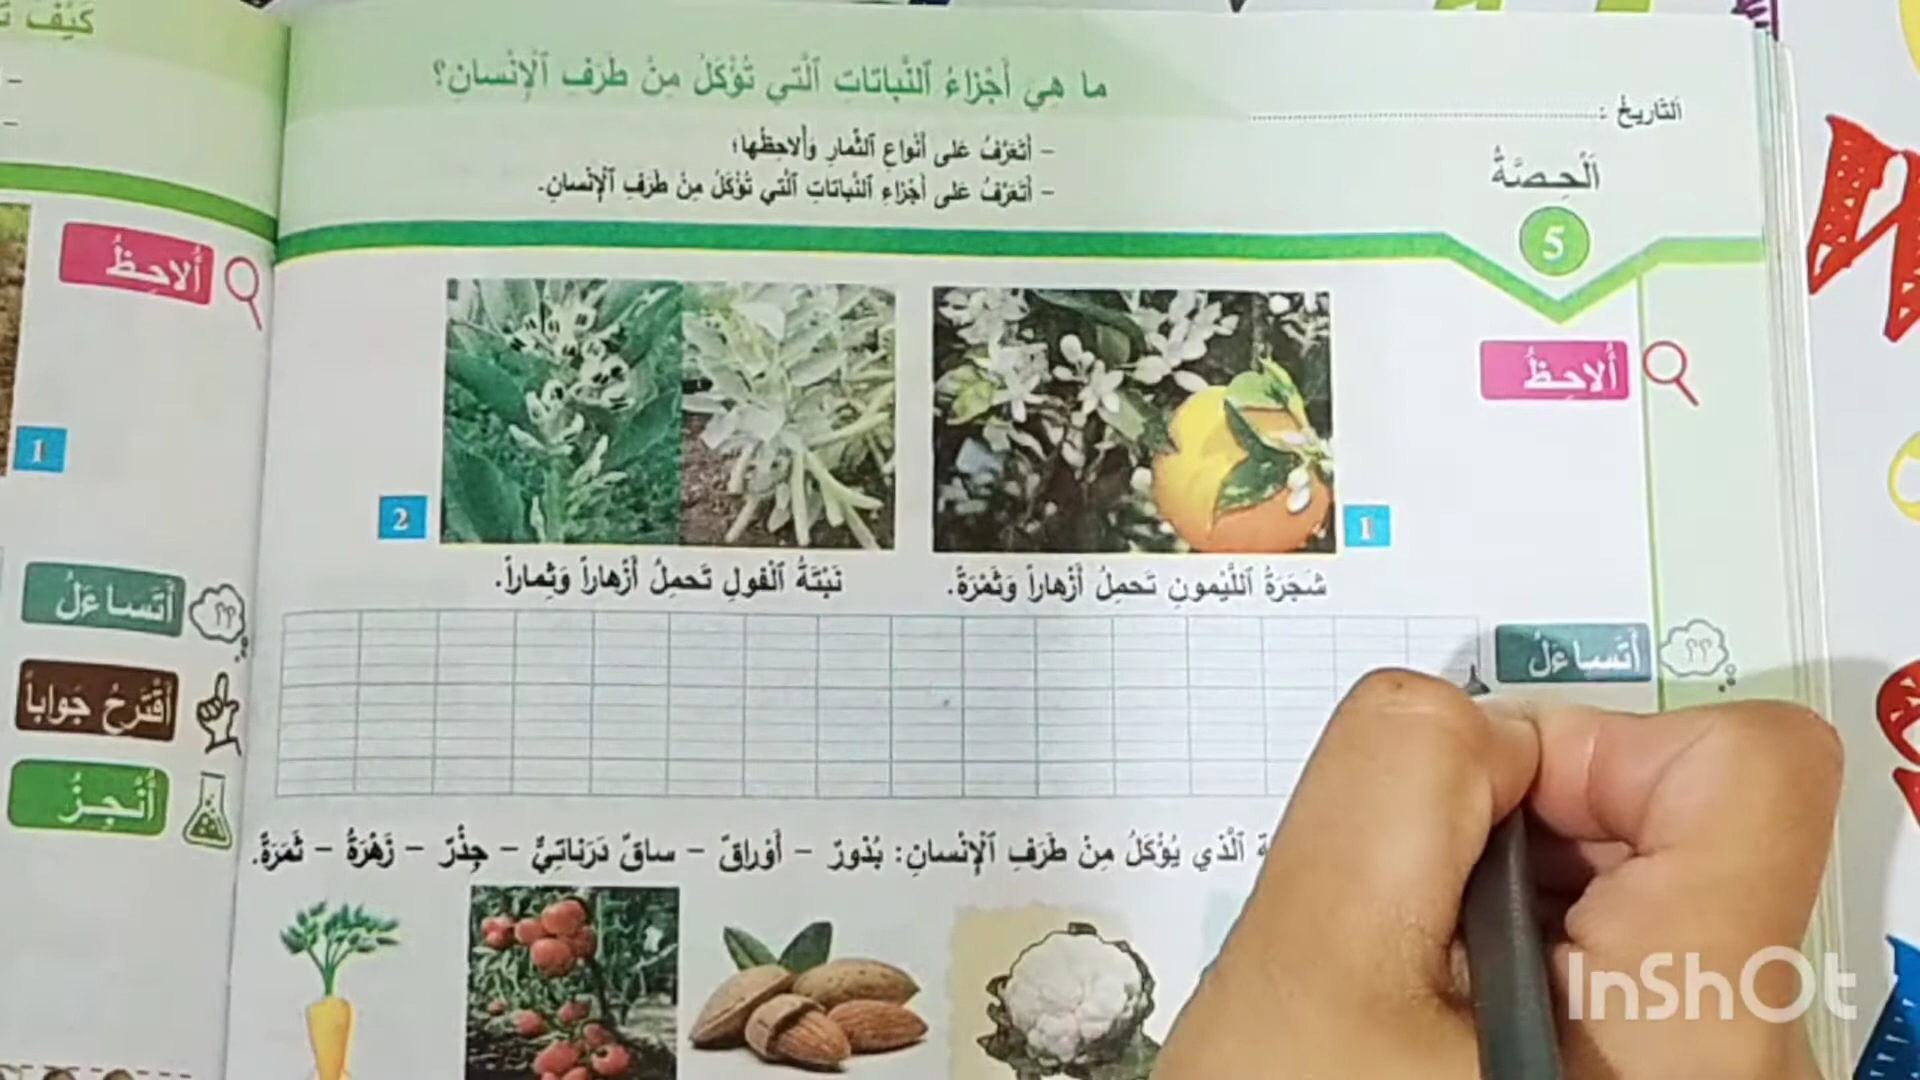 ما هِيَ أَجْزاءُ ٱلنَّباتاتِ ٱلَّتي تُؤْكَلُ مِنْ طَرَفِ ٱلْإِنْسانِ؟
اَلتّاريخُ :
– أَتَعَرَّفُ عَلى أَنْواعِ ٱلثِّمارِ وَأُلاحِظُها؛
– أَتَعَرَّفُ عَلى أَجْزاءِ ٱلنَّباتاتِ ٱلَّتي تُؤْكَلُ مِنْ طَرَفِ ٱلْإِنْسانِ.
اَلْحِصَّةُ
5
أُلاحِظُ
1
2
شَجَرَةُ ٱللَّيْمونِ تَحمِلُ أَزْهاراً وَثَمْرَةً.
نَبْتَةُ ٱلْفولِ تَحمِلُ أَزْهاراً وَثِماراً.
أَتَساءَلُ
ٱلَّذي يُؤْكَلُ مِنْ طَرَفِ ٱلْإِنْسانِ: بُذورٌ – أَوْراقٌ – ساقٌ دَرَناتِيٌّ – جِذْرٌ – زَهْرَةٌ – ثَمَرَةٌ.
كَيْفَ
أُلاحِظُ
1
أَتَساءَلُ
أَقْتَرِحُ جَواباً
أُنْجِزُ
InShOt